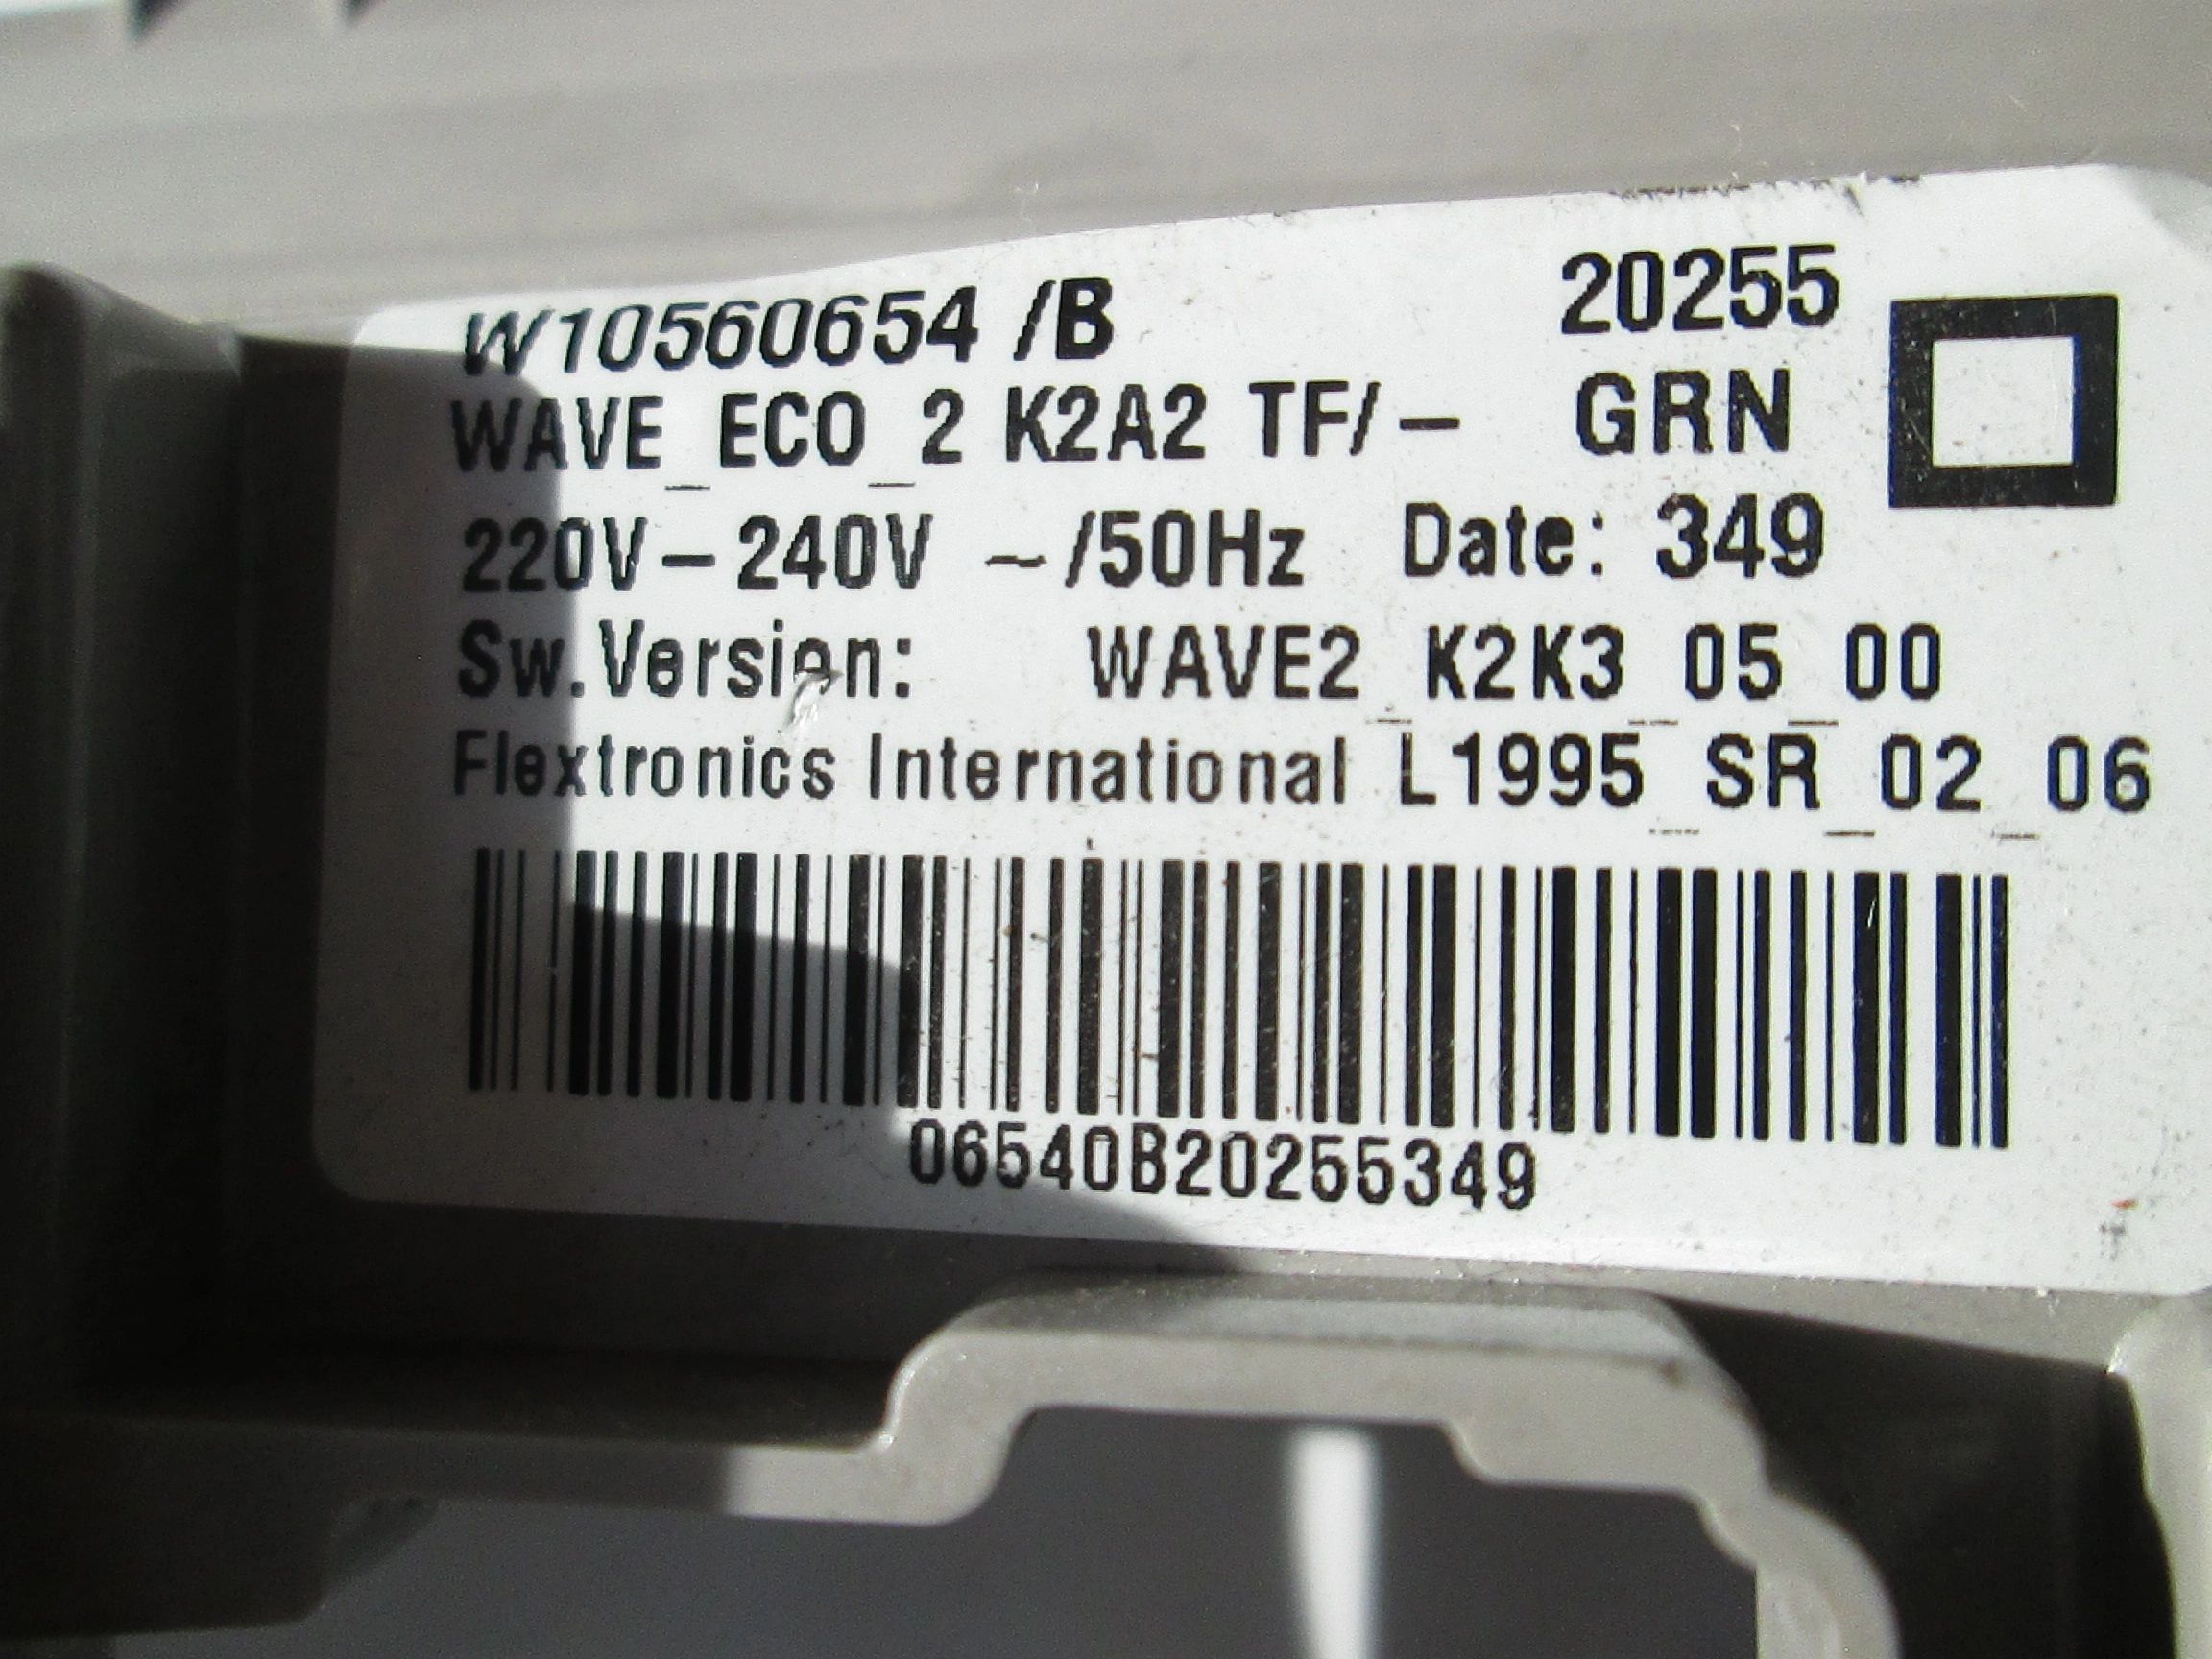 W10560654 /B 20255
WAVE_ECO_2 K2A2 TF/- GRN
220V-240V ~/50Hz Date: 349
Sw.Version: WAVE2_K2K3_05_00
Flextronics International L1995_SR_02_06
06540B20255349